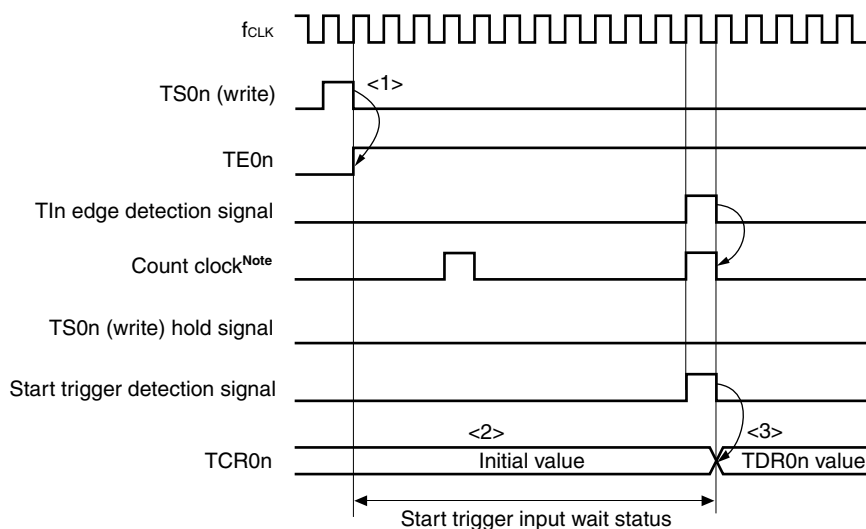 fCLK
TS0n (write)
<1>
TE0n
TIn edge detection signal
Count clockNote
TS0n (write) hold signal
Start trigger detection signal
<2>
<3>
TCR0n
Initial value
TDR0n value
Start trigger input wait status